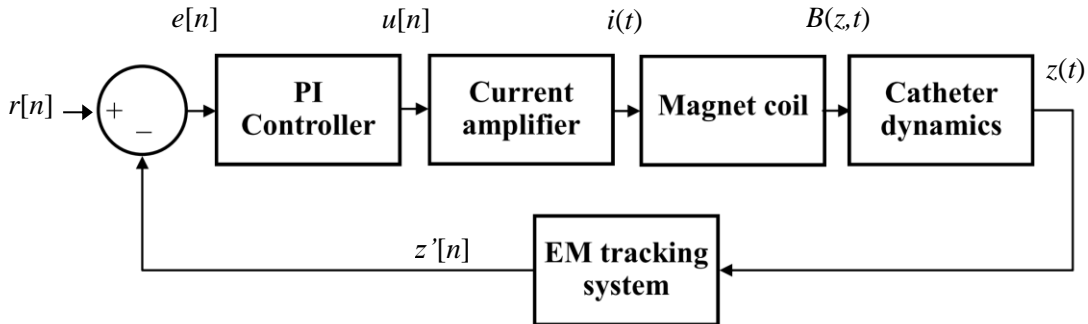 e[n]
u[n]
i(t)
B(z,t)
z(t)
r[n]
+
−
PI
Controller
Current
amplifier
Magnet coil
Catheter
dynamics
z’[n]
EM tracking
system